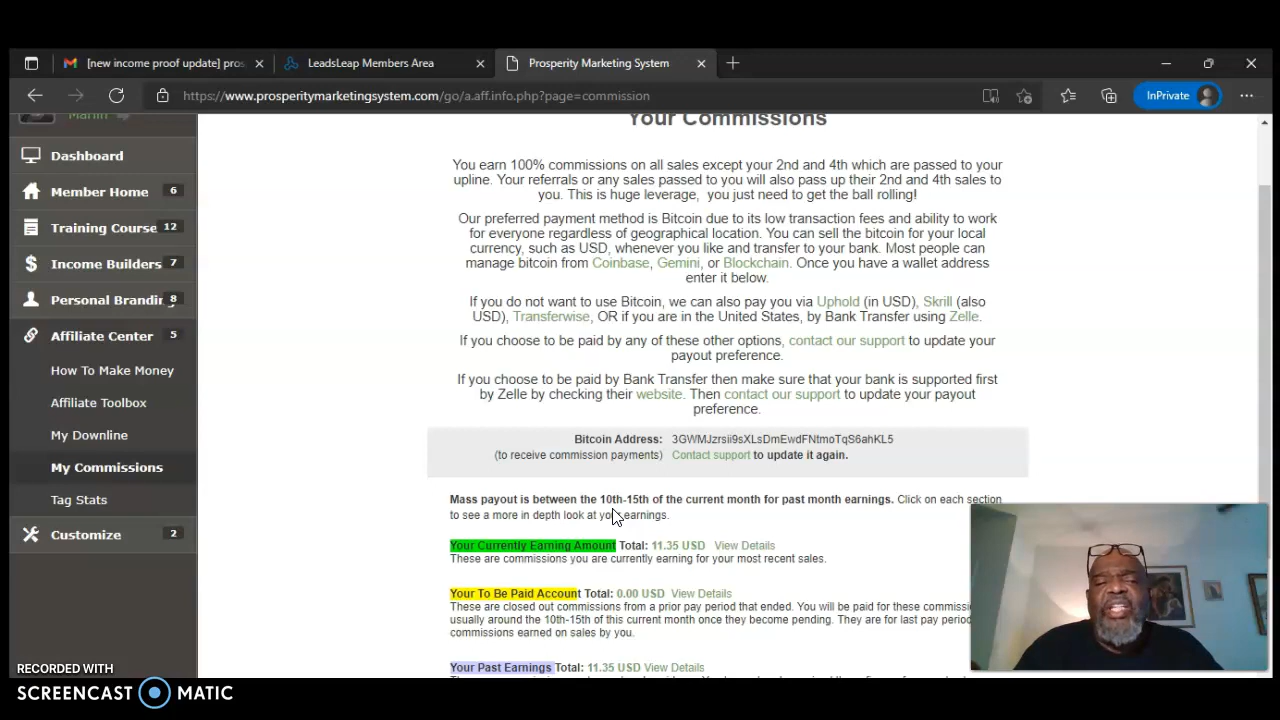 [new income proof update] pros
LeadsLeap Members Area
Prosperity Marketing System
https://www.prosperitymarketingsystem.com/go/a.aff.info.php?page=commission
InPrivate
Dashboard
Member Home 6
Training Course 12
Income Builders 7
Personal Brandin 8
Affiliate Center 5
How To Make Money
Affiliate Toolbox
My Downline
My Commissions
Tag Stats
Customize 2
Your Commissions
You earn 100% commissions on all sales except your 2nd and 4th which are passed to your
upline. Your referrals or any sales passed to you will also pass up their 2nd and 4th sales to
you. This is huge leverage, you just need to get the ball rolling!
Our preferred payment method is Bitcoin due to its low transaction fees and ability to work
for everyone regardless of geographical location. You can sell the bitcoin for your local
currency, such as USD, whenever you like and transfer to your bank. Most people can
manage bitcoin from Coinbase, Gemini, or Blockchain. Once you have a wallet address
enter it below.
If you do not want to use Bitcoin, we can also pay you via Uphold (in USD), Skrill (also
USD), Transferwise, OR if you are in the United States, by Bank Transfer using Zelle.
If you choose to be paid by any of these other options, contact our support to update your
payout preference.
If you choose to be paid by Bank Transfer then make sure that your bank is supported first
by Zelle by checking their website. Then contact our support to update your payout
preference.
Bitcoin Address: 3GWMJzrsii9sXLsDmEwdFNtmoTqS6ahKL5
(to receive commission payments) Contact support to update it again.
Mass payout is between the 10th-15th of the current month for past month earnings. Click on each section
to see a more in depth look at your earnings.
Your Currently Earning Amount Total: 11.35 USD View Details
These are commissions you are currently earning for your most recent sales.
Your To Be Paid Account Total: 0.00 USD View Details
These are closed out commissions from a prior pay period that ended. You will be paid for these commissi
usually around the 10th-15th of this current month once they become pending. They are for last pay period
commissions earned on sales by you.
Your Past Earnings Total: 11.35 USD View Details
RECORDED WITH
SCREENCAST MATIC